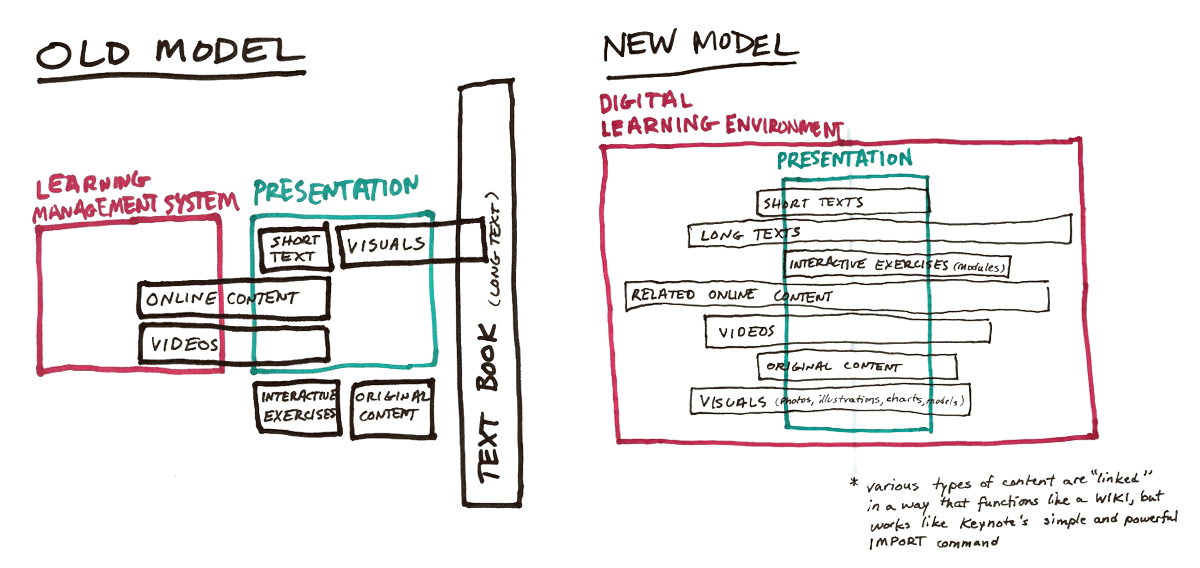 OLD MODEL
LEARNING
MANAGEMENT SYSTEM
PRESENTATION
SHORT
TEXT
VISUALS
ONLINE CONTENT
VIDEOS
INTERACTIVE
EXERCISES
ORIGINAL
CONTENT
TEXT BOOK (LONG TEXT)
NEW MODEL
DIGITAL
LEARNING ENVIRONMENT
PRESENTATION
SHORT TEXTS
LONG TEXTS
INTERACTIVE EXERCISES (modules)
RELATED ONLINE CONTENT
VIDEOS
ORIGINAL CONTENT
VISUALS (photos, illustrations, charts, models)
* various types of content are "linked"
in a way that functions like a WIKI, but
works like Keynote's simple and powerful
IMPORT command